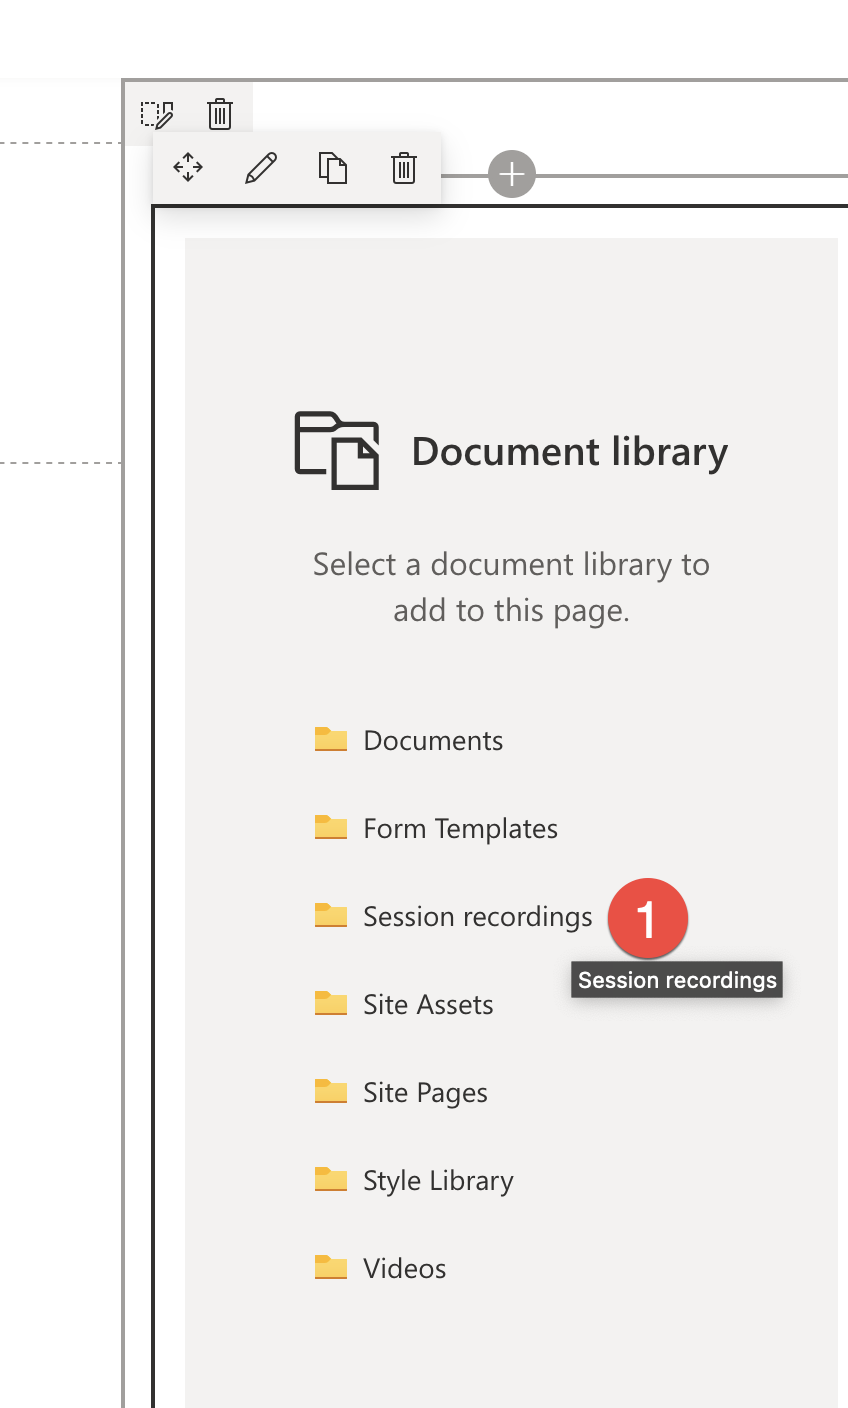 Document library
Select a document library to
add to this page.
Documents
Form Templates
Session recordings
1
Session recordings
Site Assets
Site Pages
Style Library
Videos